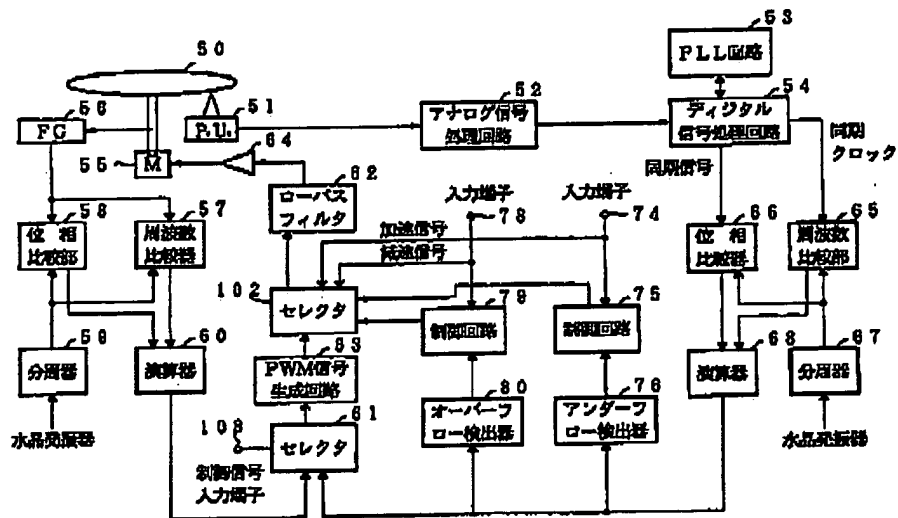 50
53
PLL回路
54
ディジタル
信号処理回路
56
FG
51
P.U.
52
アナログ信号
処理回路
64
55
M
同期
クロック
同期信号
62
ローパス
フィルタ
入力端子
78
入力端子
74
58
位相
比較部
57
周波数
比較器
加速信号
減速信号
66
位相
比較器
65
周波数
比較部
102
セレクタ
79
制御回路
75
制御回路
59
分周器
60
演算器
63
PWM信号
生成回路
68
演算器
67
分周器
80
オーバーフ
ロー検出器
76
アンダーフ
ロー検出器
水晶発振器
103
61
セレクタ
水晶発振器
制御信号
入力端子